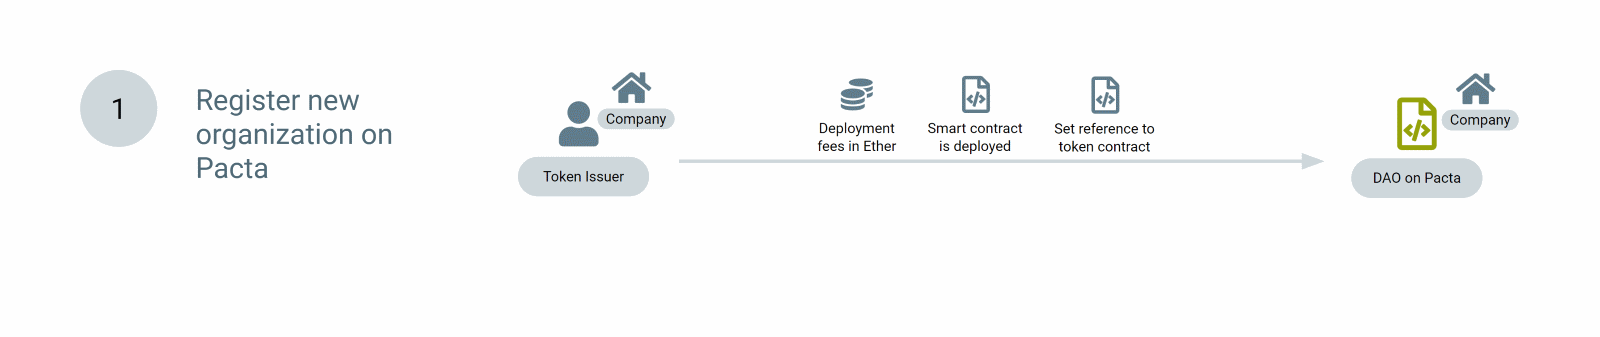 1
Register new
organization on
Pacta
Company
Token Issuer
Deployment
fees in Ether
Smart contract
is deployed
Set reference to
token contract
Company
DAO on Pacta